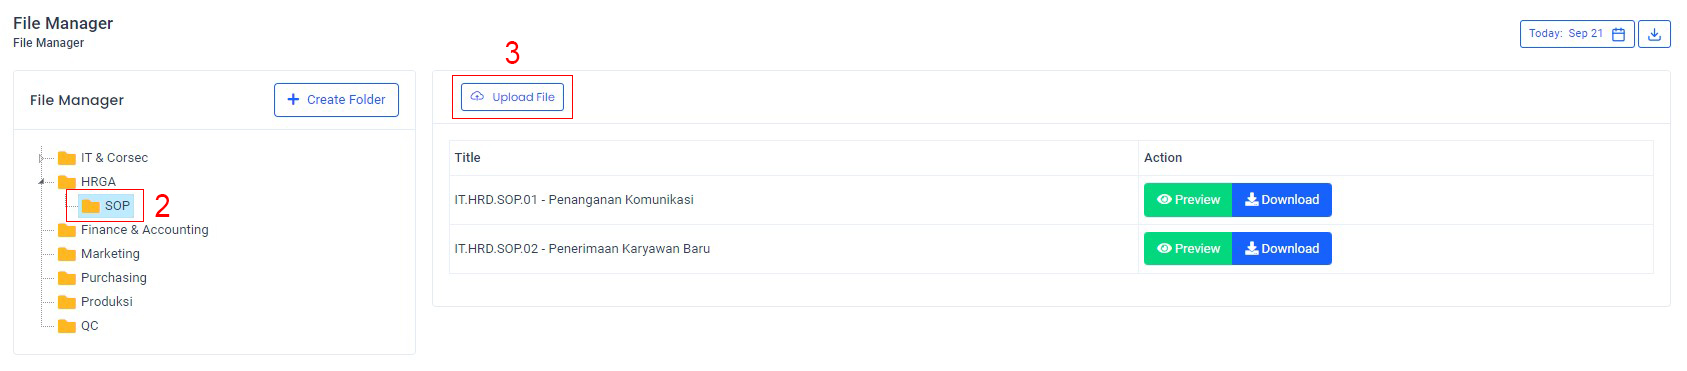 File Manager
File Manager
Today: Sep 21
File Manager
Create Folder
IT & Corsec
HRGA
SOP
2
Finance & Accounting
Marketing
Purchasing
Produksi
QC
3
Upload File
Title Action
IT.HRD.SOP.01 - Penanganan Komunikasi Preview Download
IT.HRD.SOP.02 - Penerimaan Karyawan Baru Preview Download